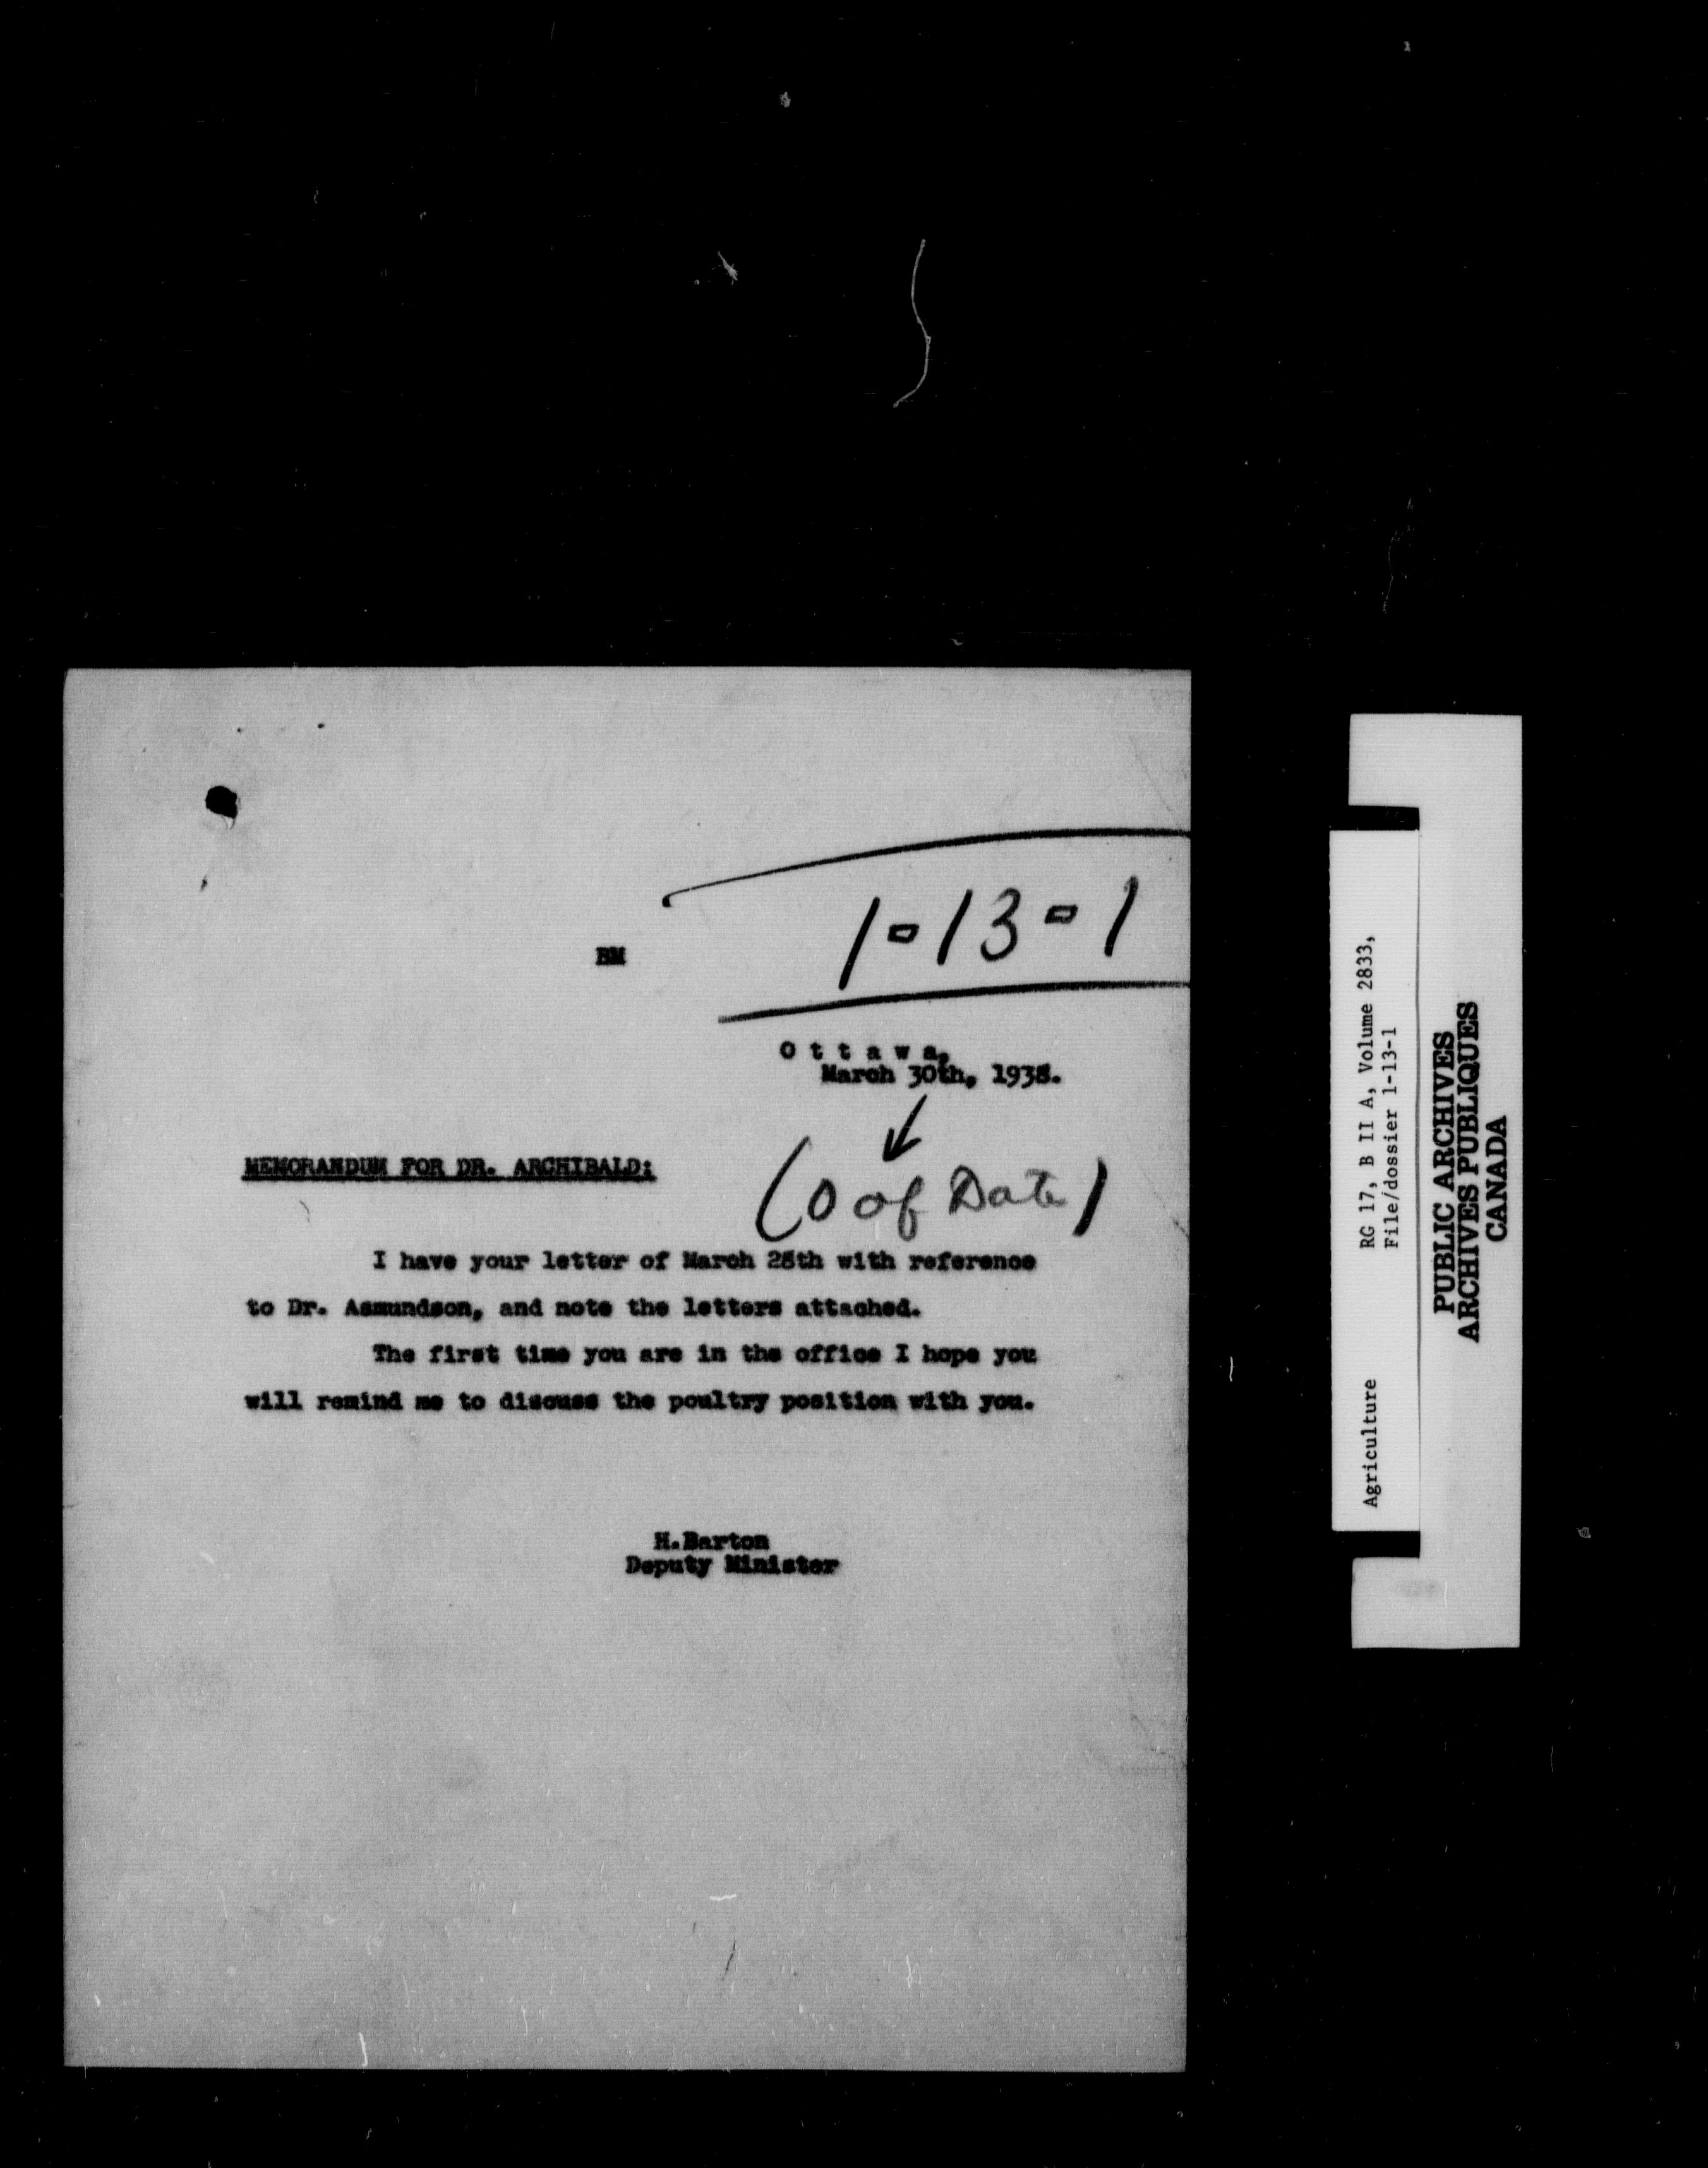 1-13-1
BM
Ottawa,
March 30th, 1938.
(O of Date)
MEMORANDUM FOR DR. ARCHIBALD:
I have your letter of March 28th with reference
to Dr. Asmundson, and note the letters attached.
The first time you are in the office I hope you
will remind me to discuss the poultry position with you.
H.Barton
Deputy Minister
Agriculture RG 17, B II A, Volume 2833,
File/dossier 1-13-1
PUBLIC ARCHIVES
ARCHIVES PUBLIQUES
CANADA